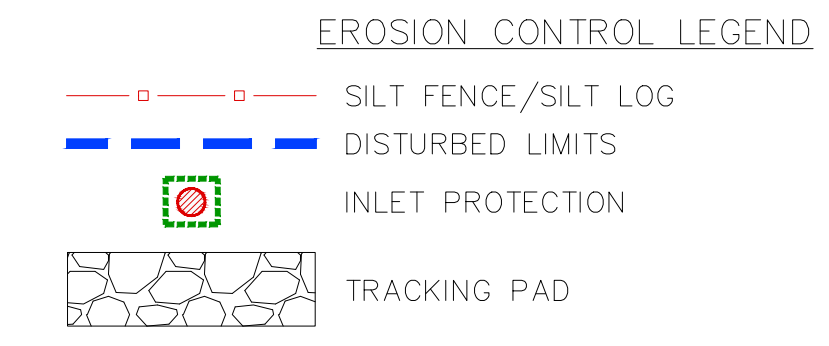 EROSION CONTROL LEGEND
SILT FENCE/SILT LOG
DISTURBED LIMITS
INLET PROTECTION
TRACKING PAD